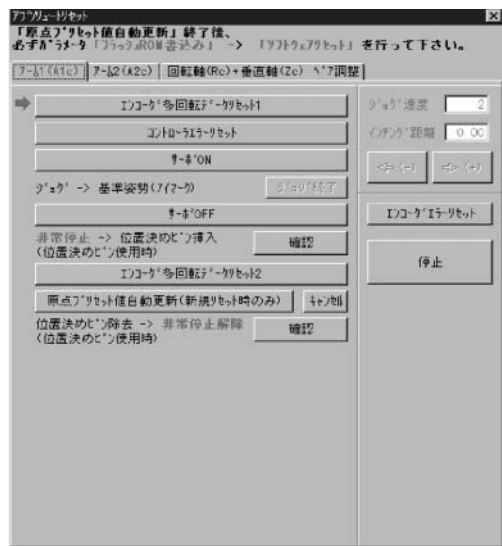 アブソリュートリセット
「原点プリセット値自動更新」終了後、
必ずパラメータ「フラッシュROM書込み」 -> 「ソフトウェアリセット」 を行って下さい。
アーム1(A1c) アーム2(A2c) 回転軸(Rc)+垂直軸(Zc) ペア調整
エンコーダ多回転データリセット1
コントローラエラーリセット
サーボON
ジョグ -> 基準姿勢(アイマーク) ジョグ終了
サーボOFF
非常停止 -> 位置決めピン挿入
(位置決めピン使用時) 確認
エンコーダ多回転データリセット2
原点プリセット値自動更新(新規リセット時のみ) キャンセル
位置決めピン除去 -> 非常停止解除
(位置決めピン使用時) 確認
ジョグ速度 2
インチング距離 0.00
<=(-) =>(+)
エンコーダエラーリセット
停止